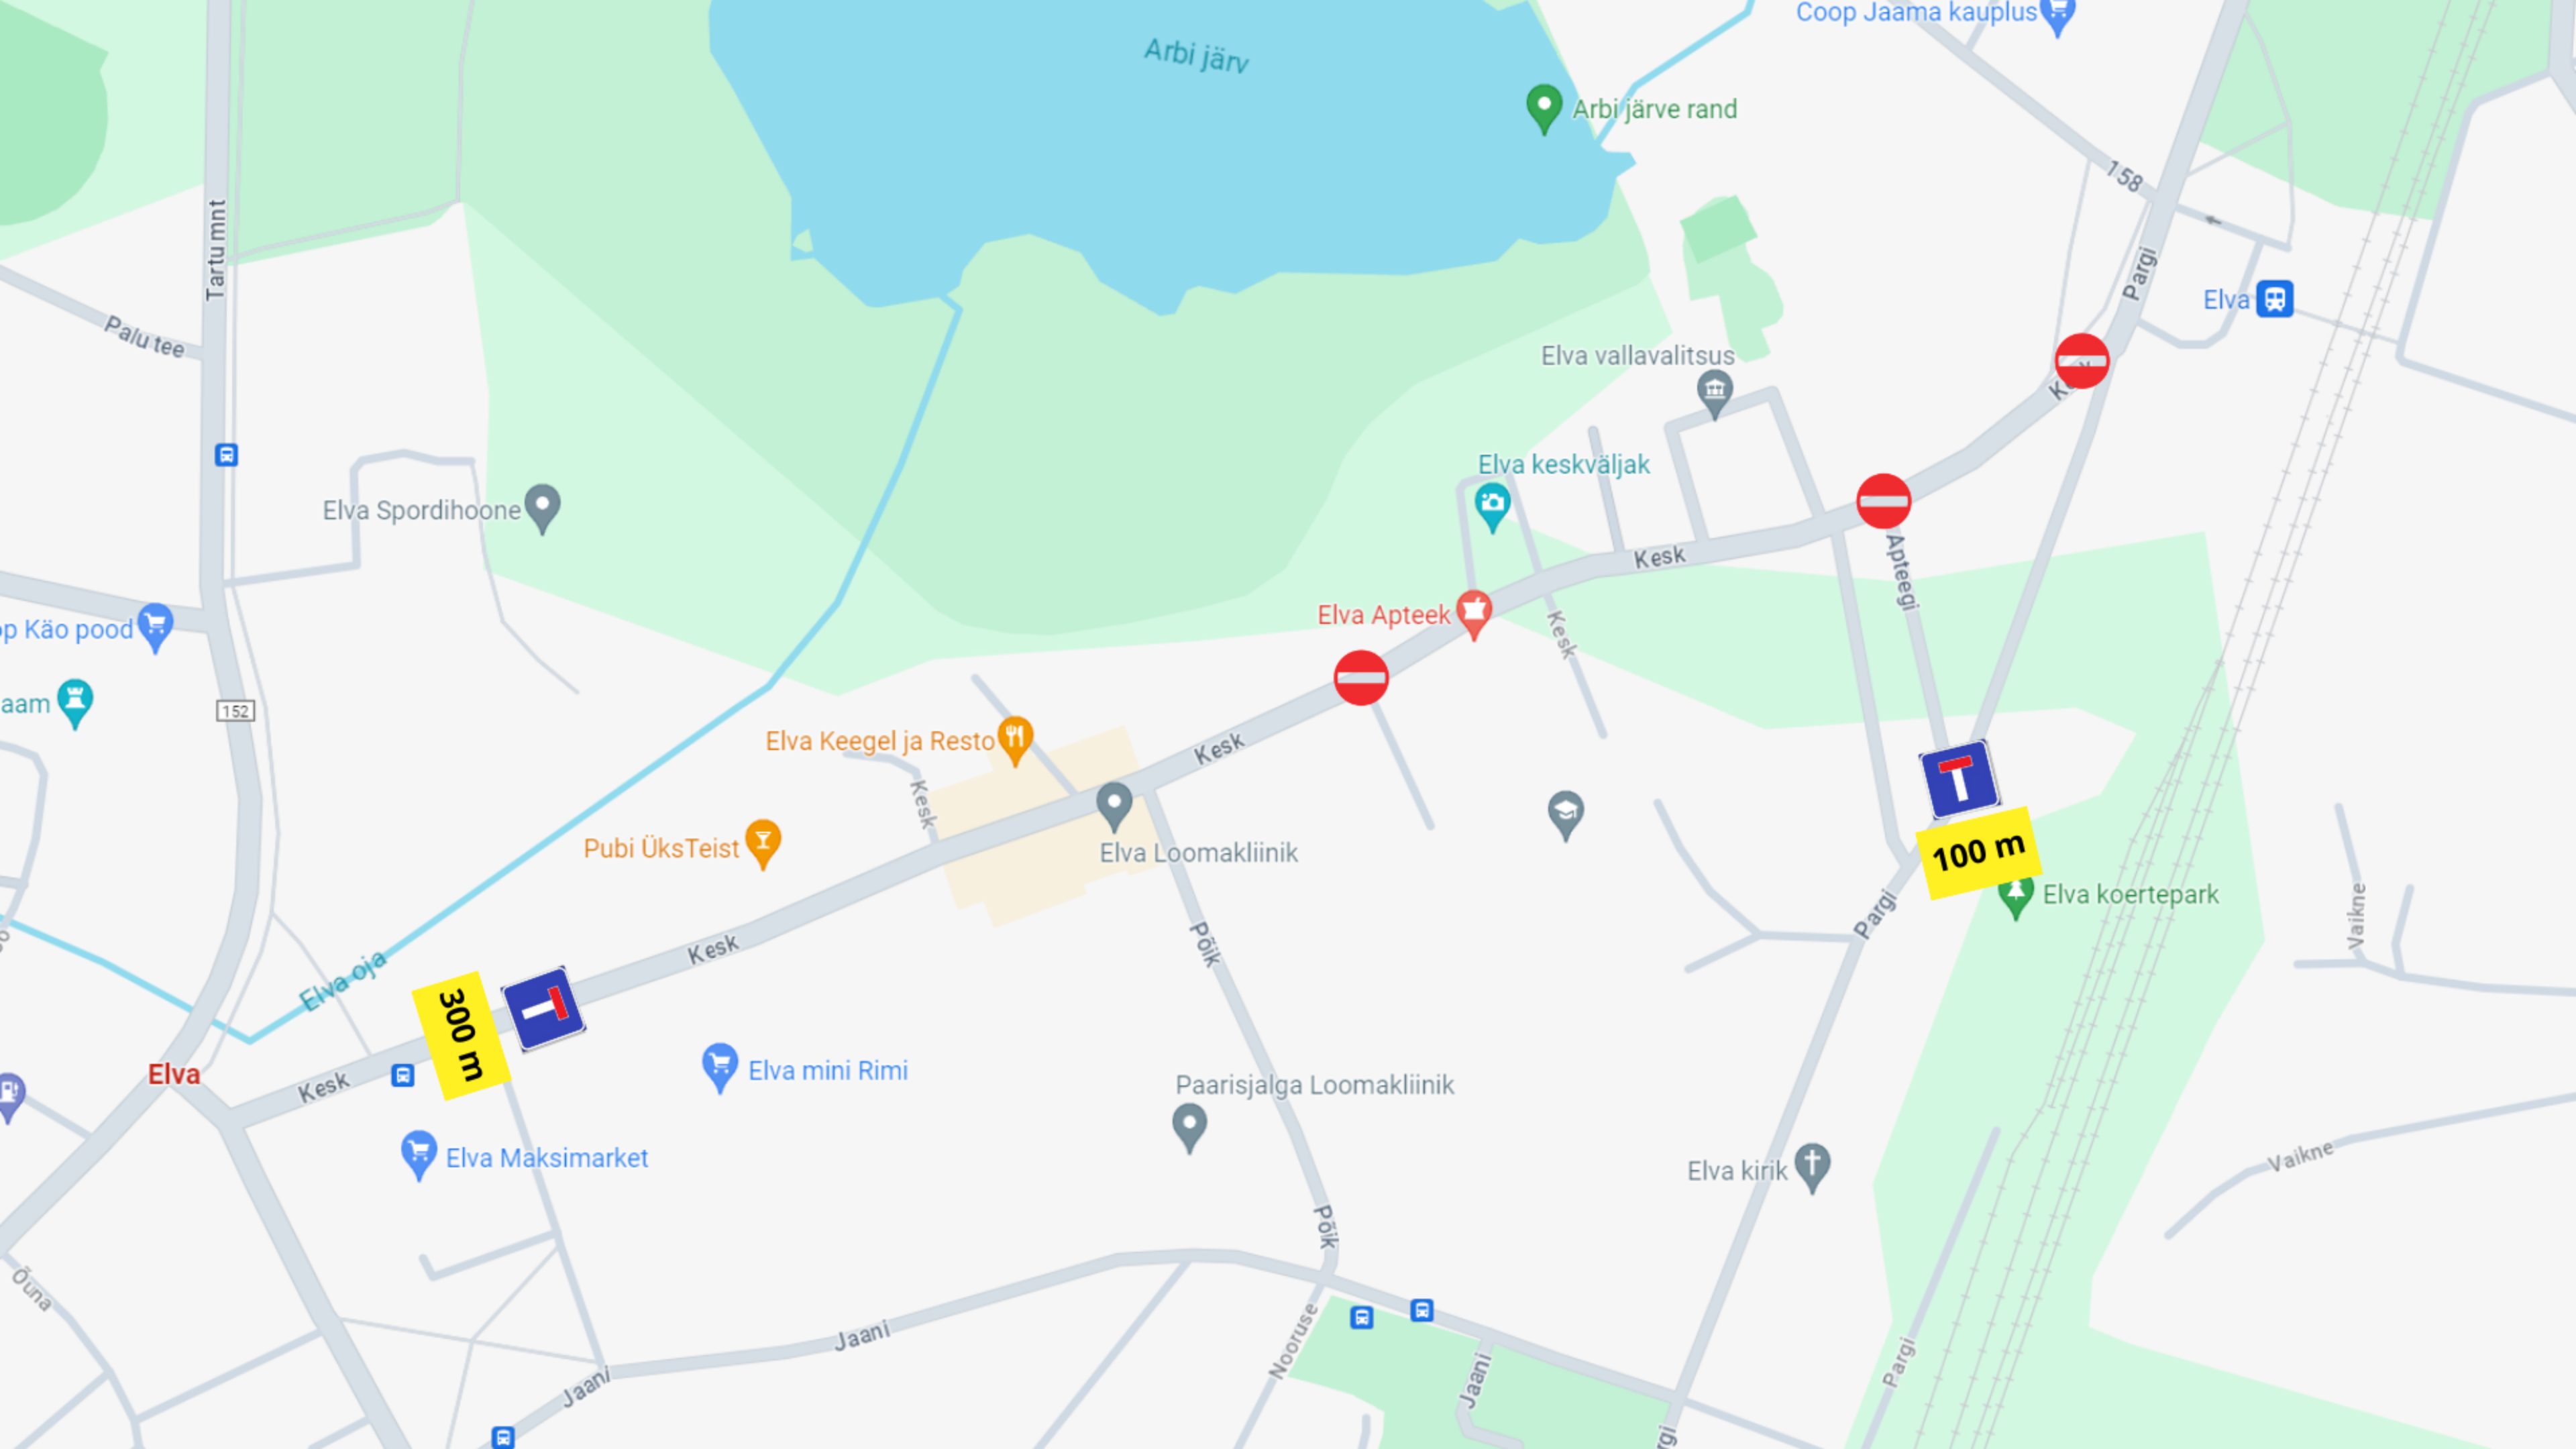 Coop Jaama kauplus
Arbi järv
Arbi järve rand
158
Tartu mnt
Pargi
Elva
Palu tee
Elva vallavalitsus
Elva keskväljak
Elva Spordihoone
Kesk
Apteegi
Elva Apteek
Kesk
op Käo pood
aam
152
Elva Keegel ja Resto
Kesk
Kesk
Pubi ÜksTeist
Elva Loomakliinik
100 m
Elva koertepark
Pargi
Vaikne
Põik
Kesk
Elva oja
300 m
Elva
Kesk
Elva mini Rimi
Paarisjalga Loomakliinik
Elva Maksimarket
Elva kirik
Vaikne
Põik
Õuna
Jaani
Nooruse
Jaani
Pargi
Jaani
rgi